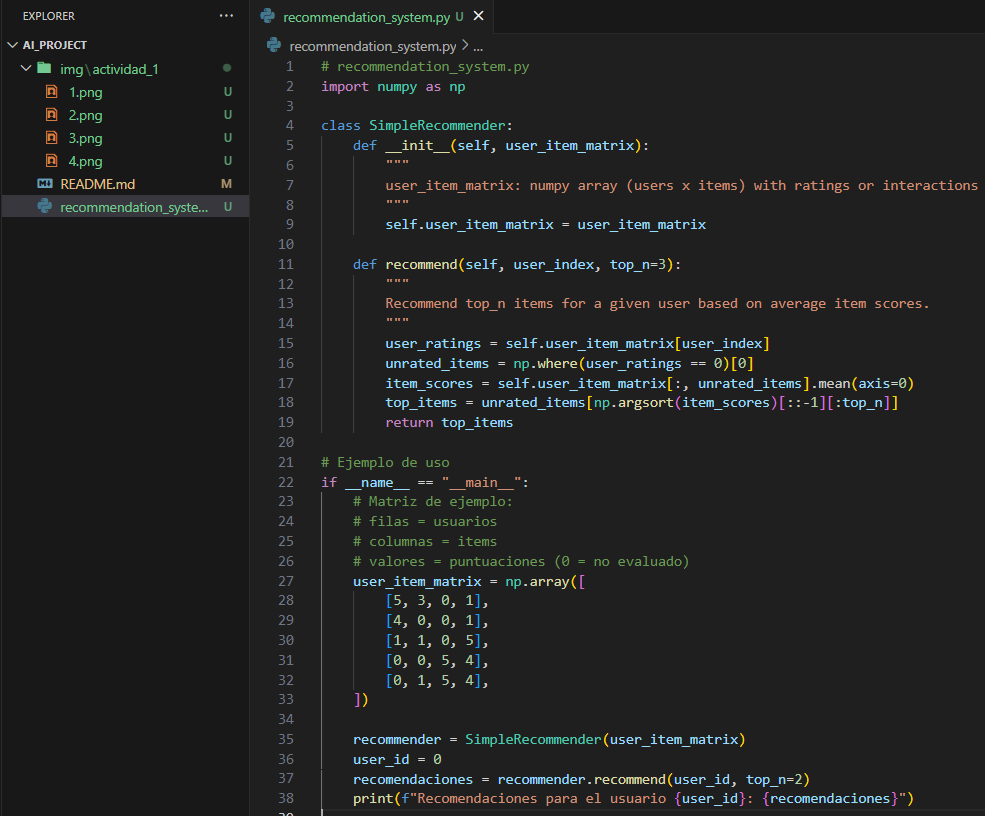 EXPLORER ...
AI_PROJECT
img\actividad_1
1.png U
2.png U
3.png U
4.png U
README.md M
recommendation_syste... U
recommendation_system.py U
recommendation_system.py > ...
1 # recommendation_system.py
2 import numpy as np
3
4 class SimpleRecommender:
5     def __init__(self, user_item_matrix):
6         """
7         user_item_matrix: numpy array (users x items) with ratings or interactions
8         """
9         self.user_item_matrix = user_item_matrix
10
11     def recommend(self, user_index, top_n=3):
12         """
13         Recommend top_n items for a given user based on average item scores.
14         """
15         user_ratings = self.user_item_matrix[user_index]
16         unrated_items = np.where(user_ratings == 0)[0]
17         item_scores = self.user_item_matrix[:, unrated_items].mean(axis=0)
18         top_items = unrated_items[np.argsort(item_scores)[::-1][:top_n]]
19         return top_items
20
21 # Ejemplo de uso
22 if __name__ == "__main__":
23     # Matriz de ejemplo:
24     # filas = usuarios
25     # columnas = items
26     # valores = puntuaciones (0 = no evaluado)
27     user_item_matrix = np.array([
28         [5, 3, 0, 1],
29         [4, 0, 0, 1],
30         [1, 1, 0, 5],
31         [0, 0, 5, 4],
32         [0, 1, 5, 4],
33     ])
34
35     recommender = SimpleRecommender(user_item_matrix)
36     user_id = 0
37     recomendaciones = recommender.recommend(user_id, top_n=2)
38     print(f"Recomendaciones para el usuario {user_id}: {recomendaciones}")